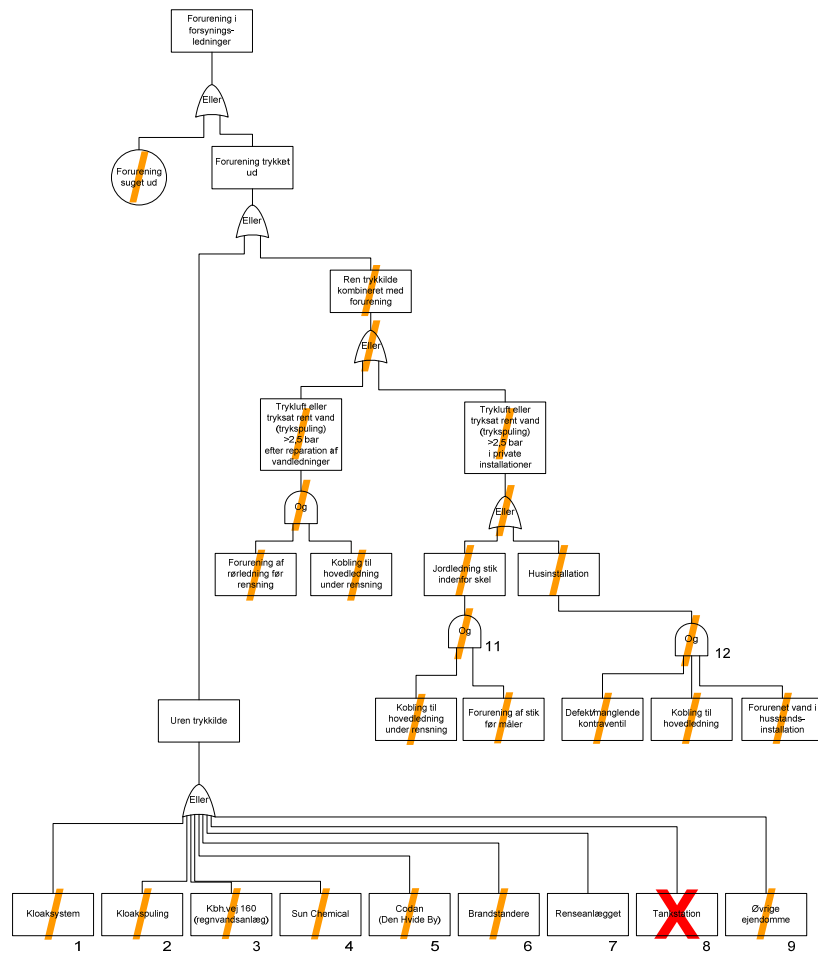 Forurening i
forsynings-
ledninger
Eller
Forurening
suget ud
Forurening trykket
ud
Eller
Ren trykkilde
kombineret med
forurening
Eller
Trykluft eller
tryksat rent vand
(trykspuling)
>2,5 bar
efter reparation af
vandledninger
Trykluft eller
tryksat rent vand
(trykspuling)
>2,5 bar
i private
installationer
Og
Eller
Forurening af
rørledning før
rensning
Kobling til
hovedledning
under rensning
Jordledning stik
indenfor skel
Husinstallation
Og
11
Og
12
Kobling til
hovedledning
under rensning
Forurening af stik
før måler
Defekt/manglende
kontraventil
Kobling til
hovedledning
Forurenet vand i
husstands-
installation
Uren trykkilde
Eller
Kloaksystem
1
Kloakspuling
2
Kbh.vej 160
(regnvandsanlæg)
3
Sun Chemical
4
Codan
(Den Hvide By)
5
Brandstandere
6
Renseanlægget
7
Tankstation
8
Øvrige
ejendomme
9